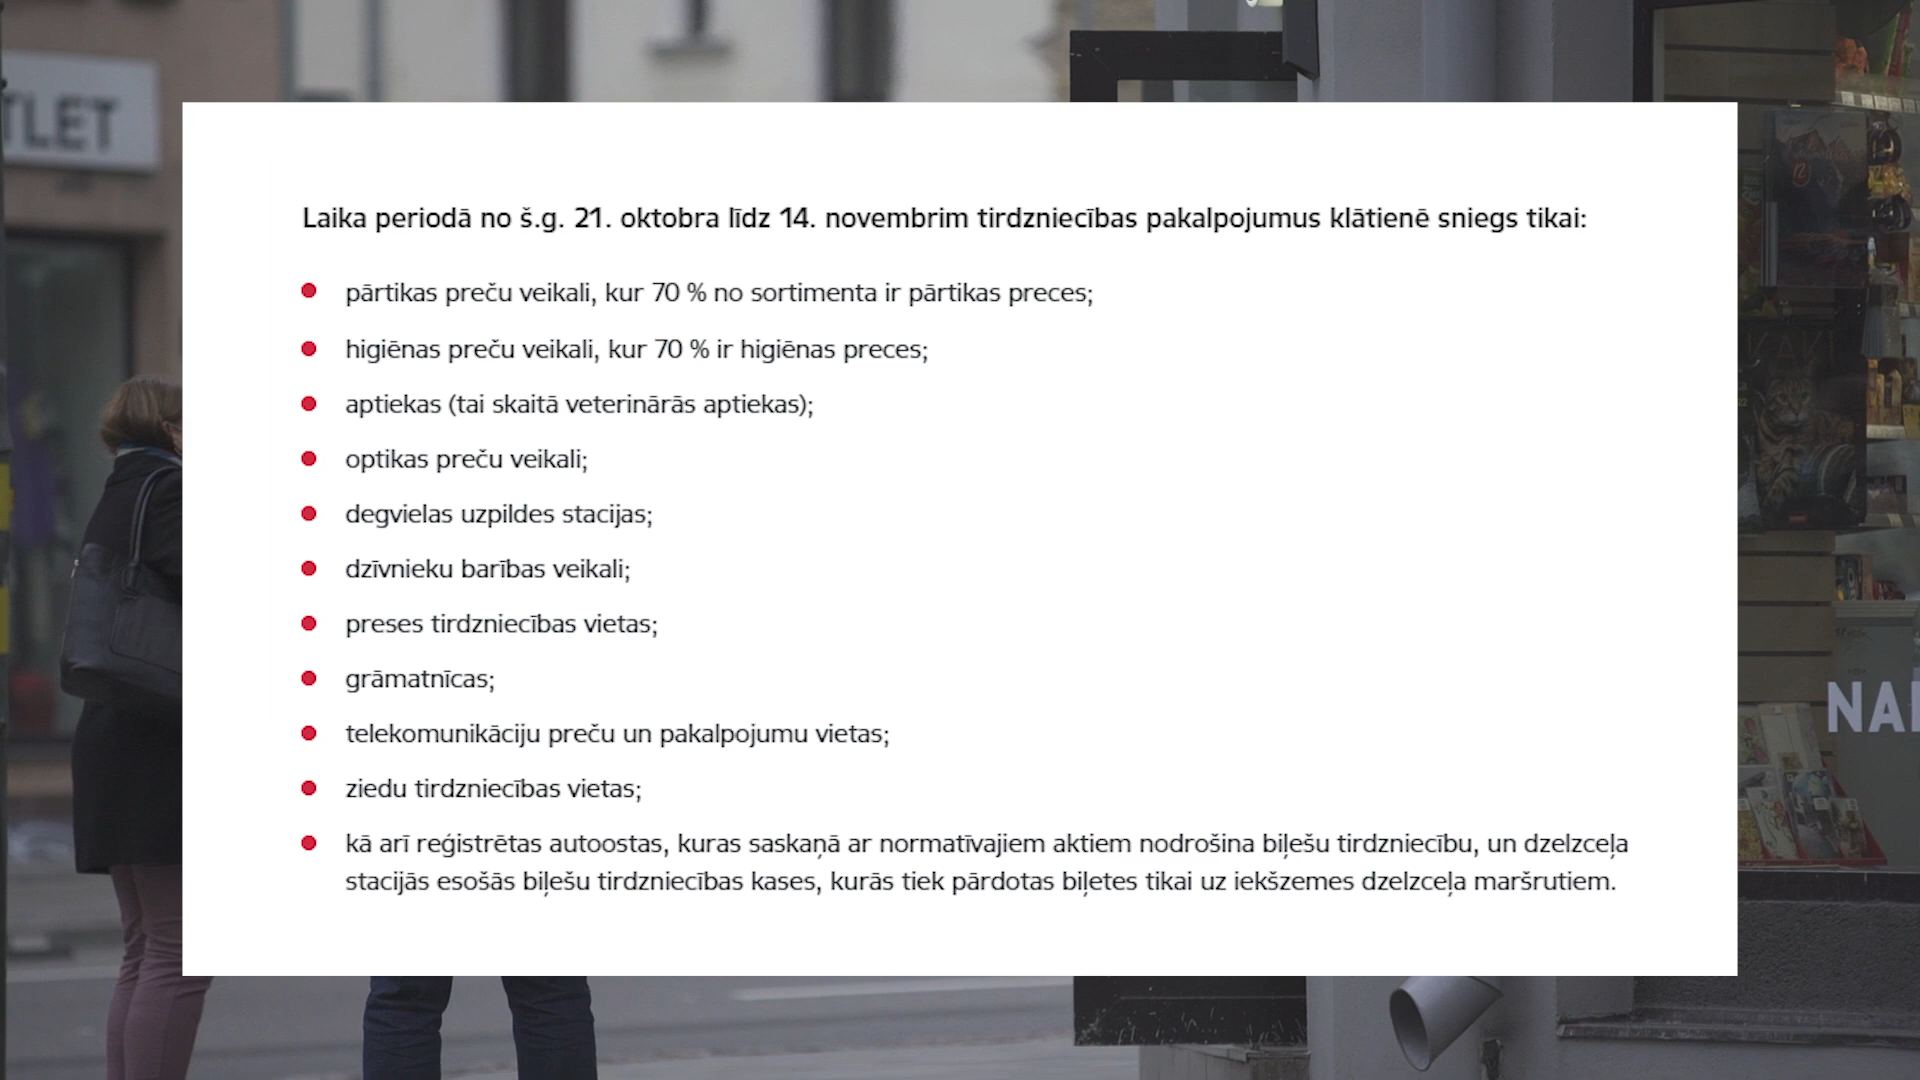 TLET
Laika periodā no š.g. 21. oktobra līdz 14. novembrim tirdzniecības pakalpojumus klātienē sniegs tikai:
pārtikas preču veikali, kur 70 % no sortimenta ir pārtikas preces;
higiēnas preču veikali, kur 70 % ir higiēnas preces;
aptiekas (tai skaitā veterinārās aptiekas);
optikas preču veikali;
degvielas uzpildes stacijas;
dzīvnieku barības veikali;
preses tirdzniecības vietas;
grāmatnīcas;
telekomunikāciju preču un pakalpojumu vietas;
ziedu tirdzniecības vietas;
kā arī reģistrētas autoostas, kuras saskaņā ar normatīvajiem aktiem nodrošina biļešu tirdzniecību, un dzelzceļa
stacijās esošās biļešu tirdzniecības kases, kurās tiek pārdotas biļetes tikai uz iekšzemes dzelzceļa maršrutiem.
NA